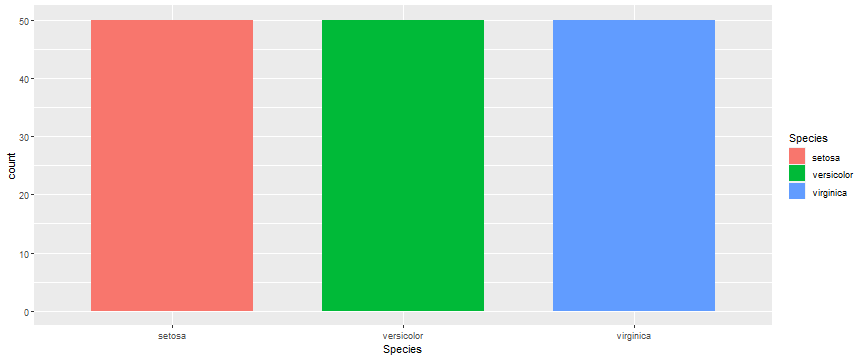 50
40
30
20
10
0
count
setosa
versicolor
virginica
Species
Species
setosa
versicolor
virginica